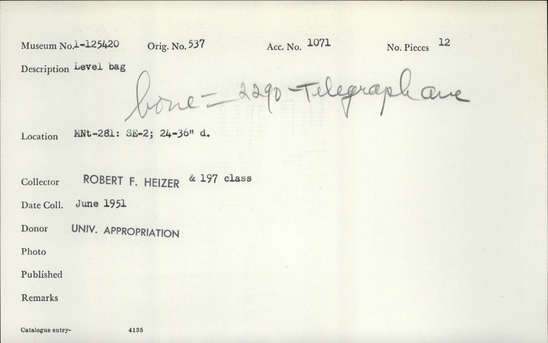 Museum No. 1-125420 Orig. No. 537 Acc. No. 1071 No. Pieces 12
Description Level bag
bone = 2290 - Telegraph ave
Location MNt-281: SE-2; 24-36" d.
Collector ROBERT F. HEIZER & 197 class
Date Coll. June 1951
Donor UNIV. APPROPRIATION
Photo
Published
Remarks
Catalogue entry- 4135